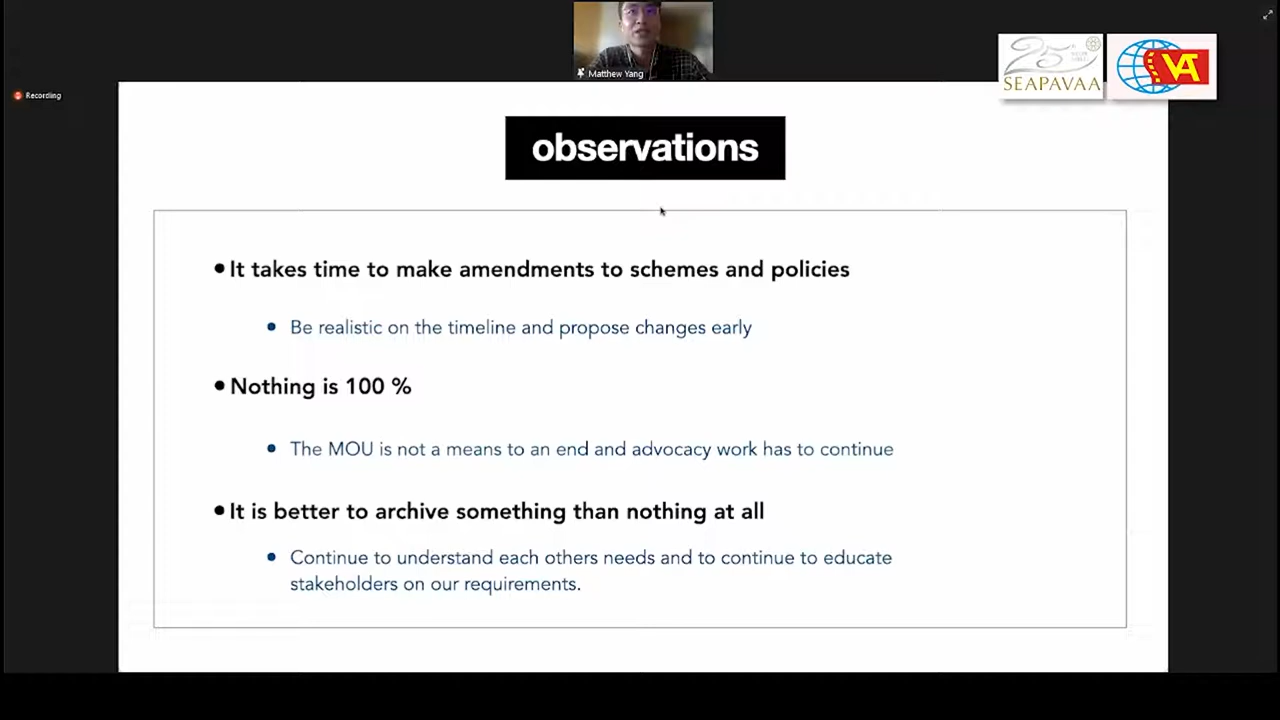 Matthew Yang
25
SEAPAVAA
VA
Recording
observations
•It takes time to make amendments to schemes and policies
• Be realistic on the timeline and propose changes early
•Nothing is 100 %
• The MOU is not a means to an end and advocacy work has to continue
•It is better to archive something than nothing at all
• Continue to understand each others needs and to continue to educate
stakeholders on our requirements.